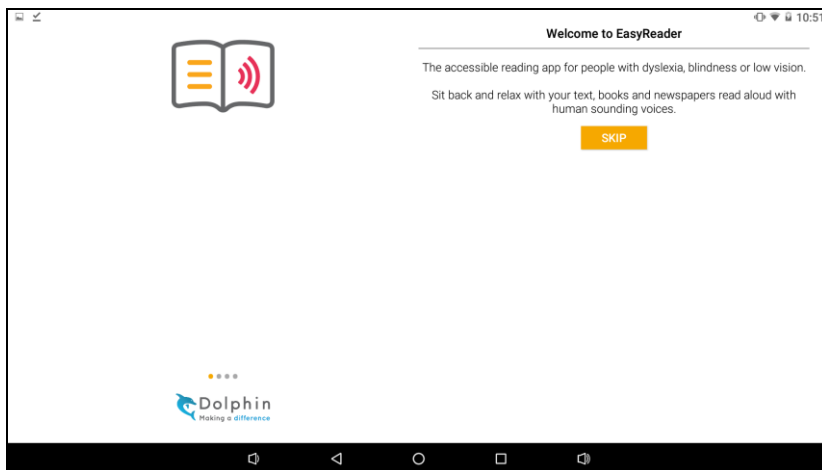 10:51
Welcome to EasyReader
The accessible reading app for people with dyslexia, blindness or low vision.
Sit back and relax with your text, books and newspapers read aloud with
human sounding voices.
SKIP
Dolphin
Making a difference